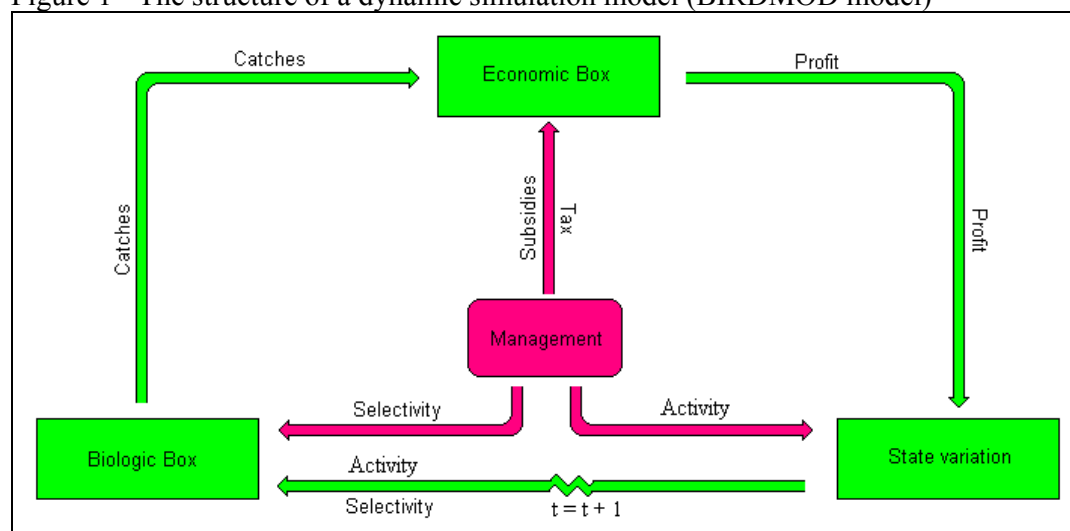 Figure 1 - The structure of a dynamic simulation model (BIRDMOD model)
Catches
Economic Box
Profit
Catches
Subsidies
Tax
Profit
Management
Selectivity
Activity
Biologic Box
State variation
Activity
Selectivity
t = t + 1